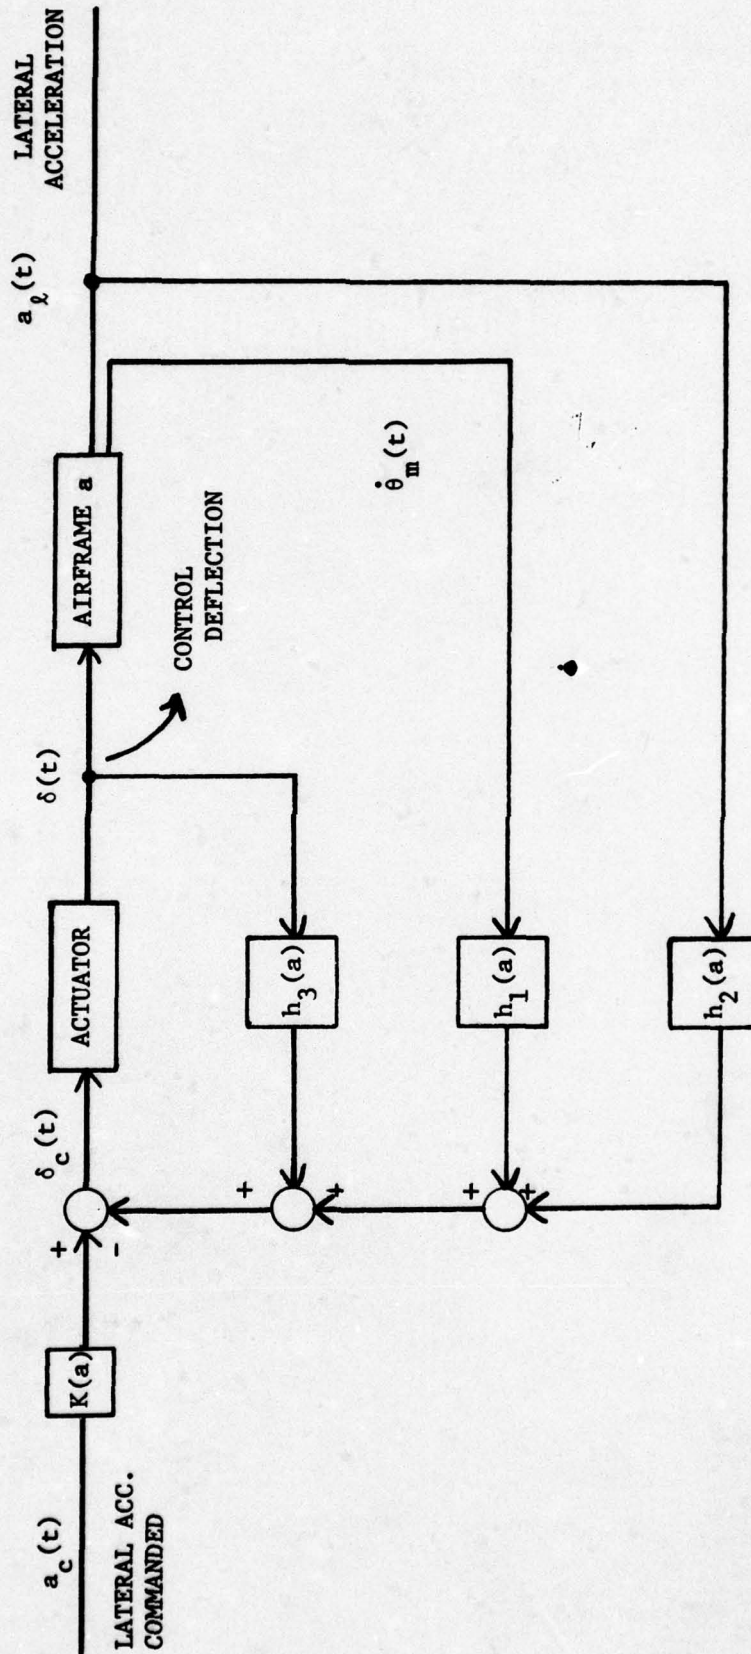 a_c(t)
LATERAL ACC.
COMMANDED
K(a)
+
-
δ_c(t)
ACTUATOR
δ(t)
CONTROL
DEFLECTION
AIRFRAME a
a_ℓ(t)
LATERAL
ACCELERATION
+
+
h_3(a)
+
+
h_1(a)
θ̇_m(t)
h_2(a)